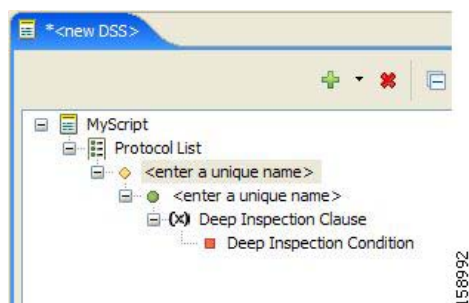 *<new DSS>
MyScript
Protocol List
<enter a unique name>
<enter a unique name>
(x) Deep Inspection Clause
Deep Inspection Condition
158992